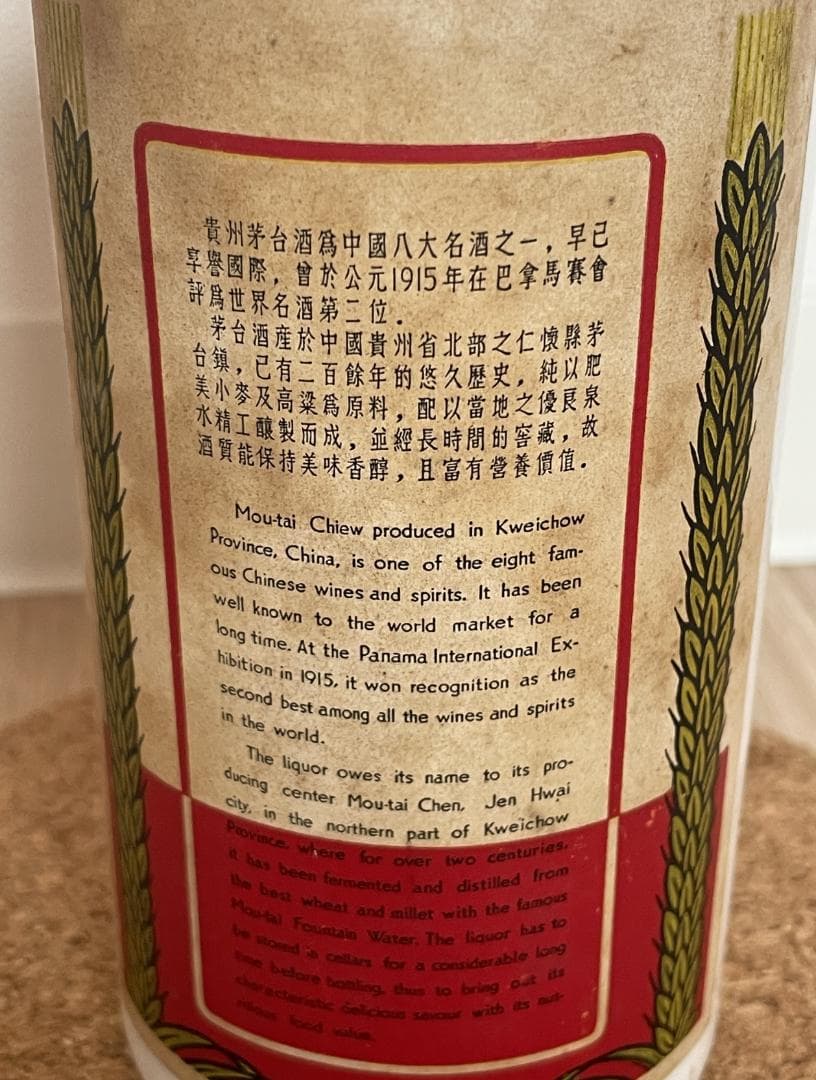 貴州茅台酒爲中國八大名酒之一，早已
享譽國際，曾於公元1915年在巴拿馬賽會
評爲世界名酒第二位．
茅台酒産於中國貴州省北部之仁懷縣茅
台鎮，已有二百餘年的悠久歷史，純以肥
美小麥及高粱爲原料，配以當地之優良泉
水精工釀製而成，並經長時間的窖藏，故
酒質能保持美味香醇，且富有營養價值．
Mou-tai Chiew produced in Kweichow
Province, China, is one of the eight fam-
ous Chinese wines and spirits. It has been
well known to the world market for a
long time. At the Panama International Ex-
hibition in 1915, it won recognition as the
second best among all the wines and spirits
in the world.
The liquor owes its name to its pro-
ducing center Mou-tai Chen, Jen Hwai
city, in the northern part of Kweichow
Province, where for over two centuries,
it has been fermented and distilled from
the best wheat and millet with the famous
Mou-tai Fountain Water. The liquor has to
be stored in cellars for a considerable long
time before bottling, thus to bring out its
characteristic delicious savour with its nut-
ritious food value.